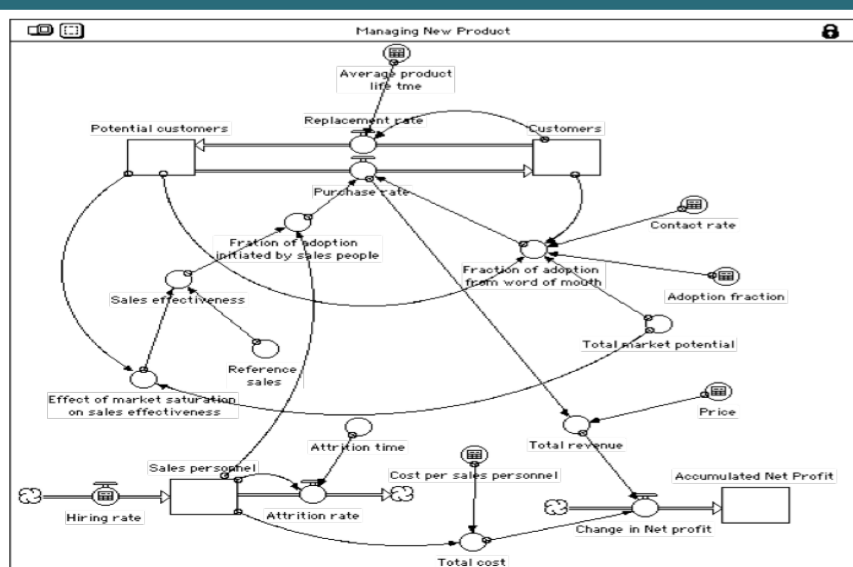 Managing New Product
Average product
life tme
Replacement rate
Potential customers
Customers
Purchase rate
Contact rate
Fration of adoption
initiated by sales people
Fraction of adoption
from word of mouth
Sales effectiveness
Adoption fraction
Total market potential
Reference
sales
Effect of market saturation
on sales effectiveness
Price
Attrition time
Total revenue
Sales personnel
Cost per sales personnel
Accumulated Net Profit
Hiring rate
Attrition rate
Change in Net profit
Total cost